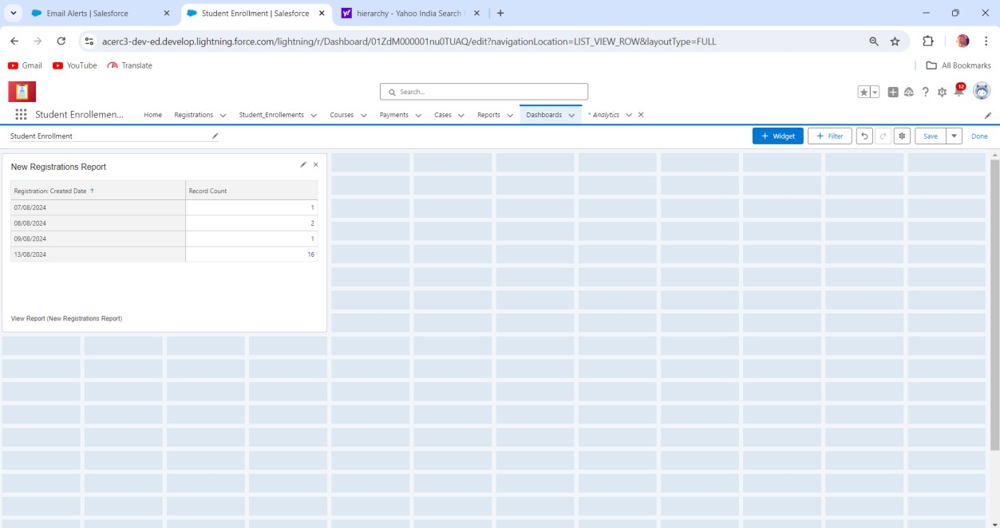 Email Alerts | Salesforce
Student Enrollment | Salesforce
hierarchy - Yahoo India Search
acerc3-dev-ed.develop.lightning.force.com/lightning/r/Dashboard/01ZdM000001nu0TUAQ/edit?navigationLocation=LIST_VIEW_ROW&layoutType=FULL
Gmail YouTube Translate All Bookmarks
Search... 12
Student Enrollmen... Home Registrations Student_Enrollements Courses Payments Cases Reports Dashboards * Analytics
Student Enrollment + Widget + Filter Save Done
New Registrations Report
Registration: Created Date ↑ Record Count
07/08/2024 1
08/08/2024 2
09/08/2024 1
13/08/2024 16
View Report (New Registrations Report)